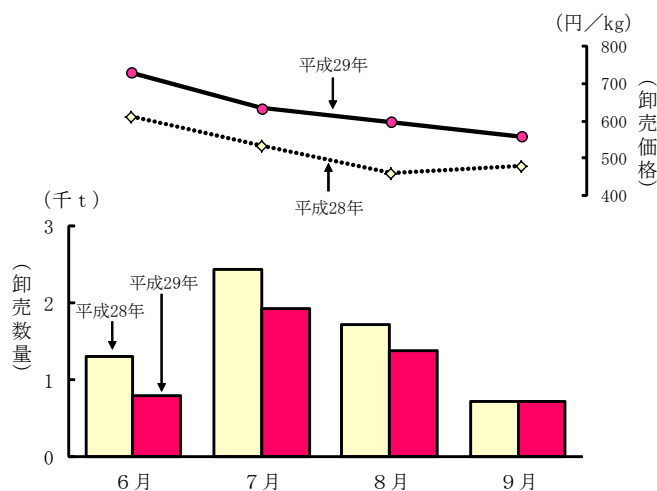 (円／kg)
800
700
600
500
400
（卸売価格）
平成29年
平成28年
(千ｔ)
3
2
1
0
（卸売数量）
平成28年
平成29年
６月
７月
８月
９月